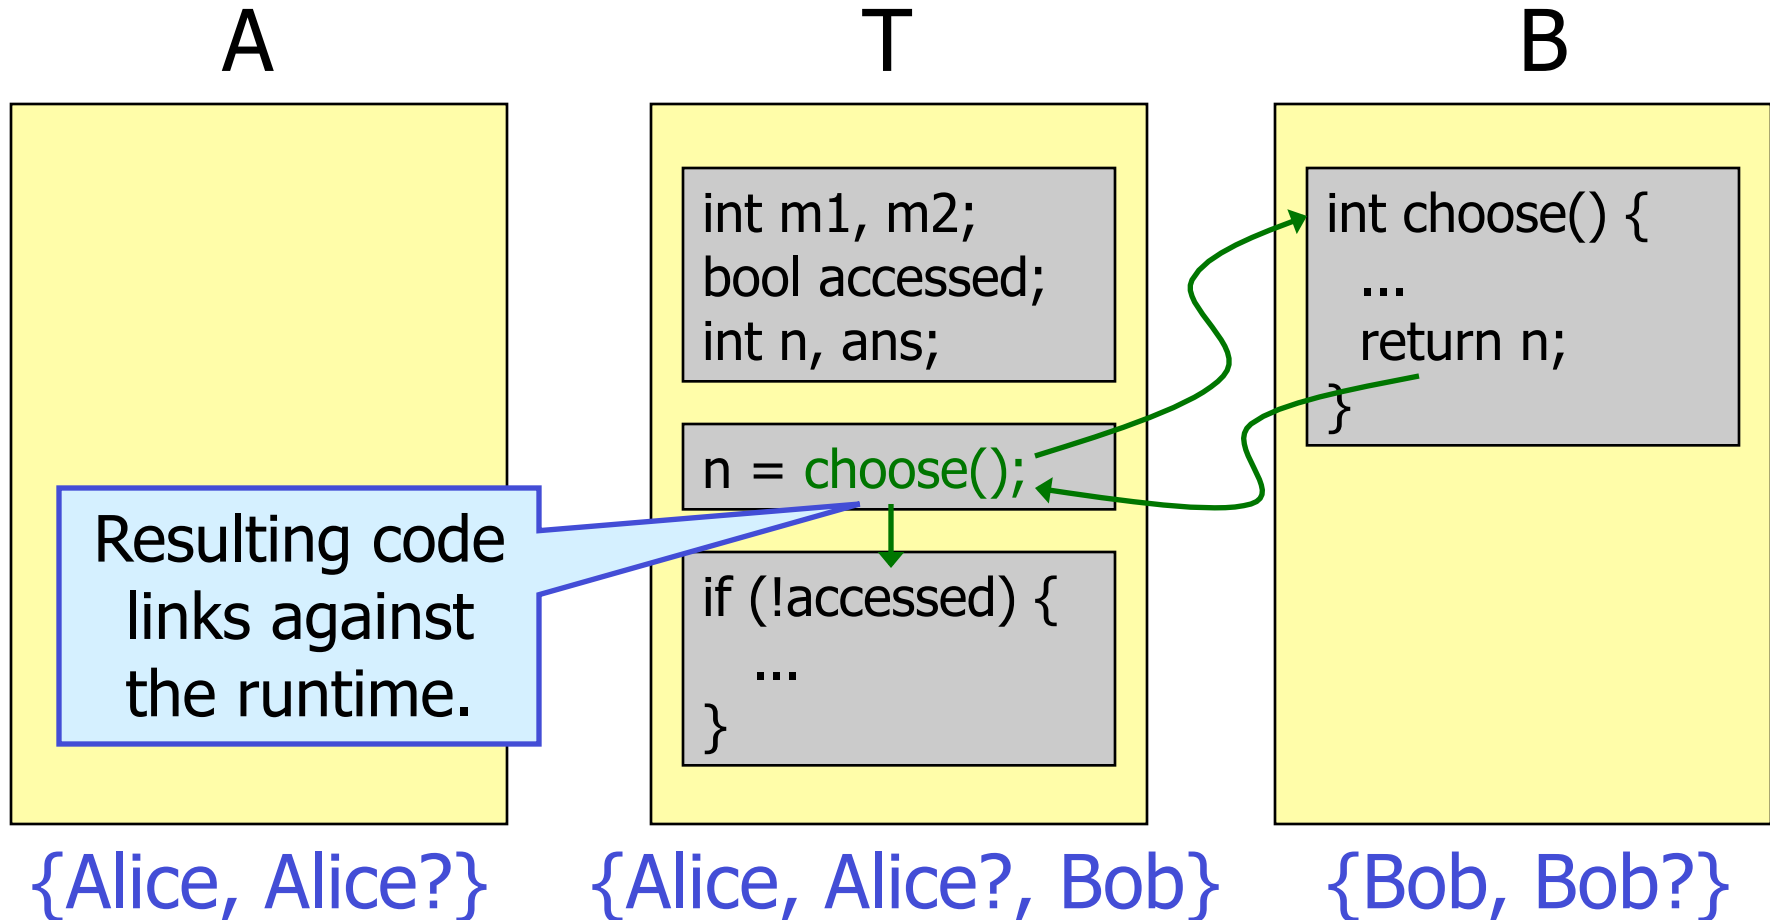 A
T
B
int m1, m2;
bool accessed;
int n, ans;
n = choose();
if (!accessed) {
...
}
int choose() {
...
return n;
}
Resulting code
links against
the runtime.
{Alice, Alice?}
{Alice, Alice?, Bob}
{Bob, Bob?}